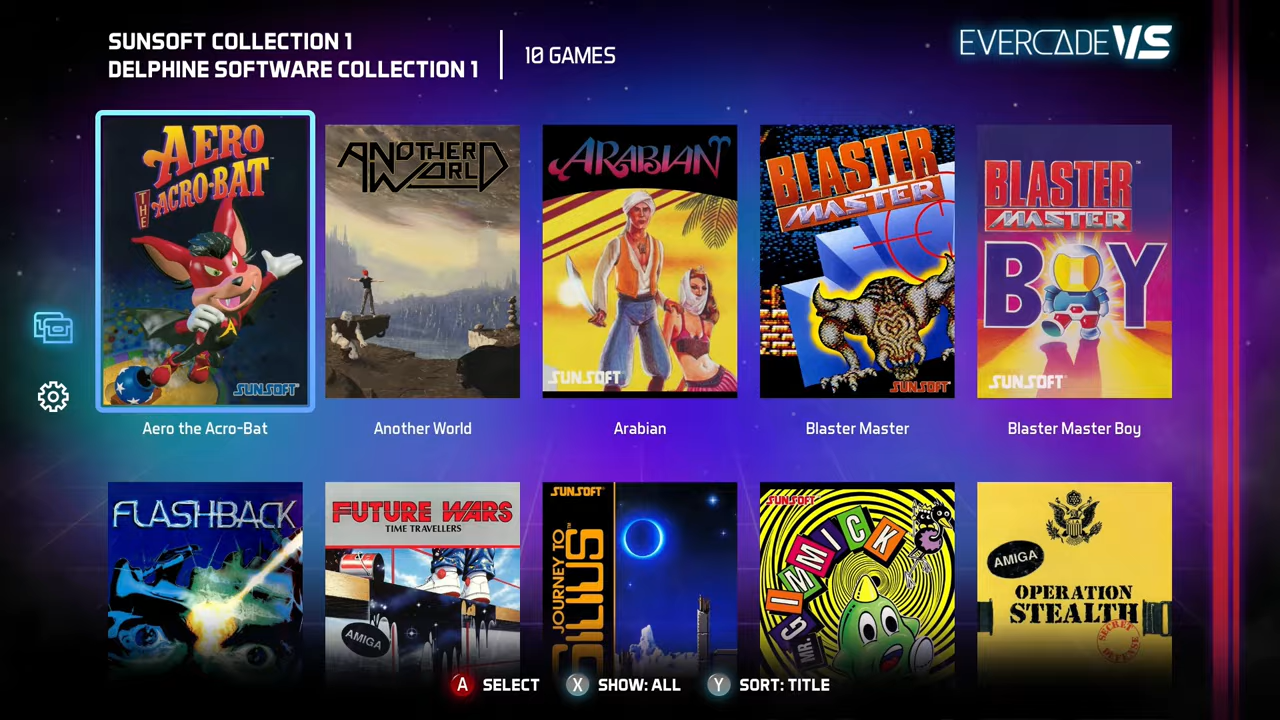 SUNSOFT COLLECTION 1
DELPHINE SOFTWARE COLLECTION 1
10 GAMES
EVERCADE VS
AERO
THE
ACRO-BAT
SUNSOFT
ANOTHER
WORLD
ARABIAN
SUNSOFT
BLASTER
MASTER
SUNSOFT
BLASTER
MASTER
BOY
SUNSOFT
Aero the Acro-Bat
Another World
Arabian
Blaster Master
Blaster Master Boy
FLASHBACK
FUTURE WARS
TIME TRAVELLERS
AMIGA
SUNSOFT
JOURNEY TO
SILIUS
SUNSOFT
MR. GIMMICK
AMIGA
OPERATION
STEALTH
SECRET
DEFENSE
A SELECT
X SHOW: ALL
Y SORT: TITLE